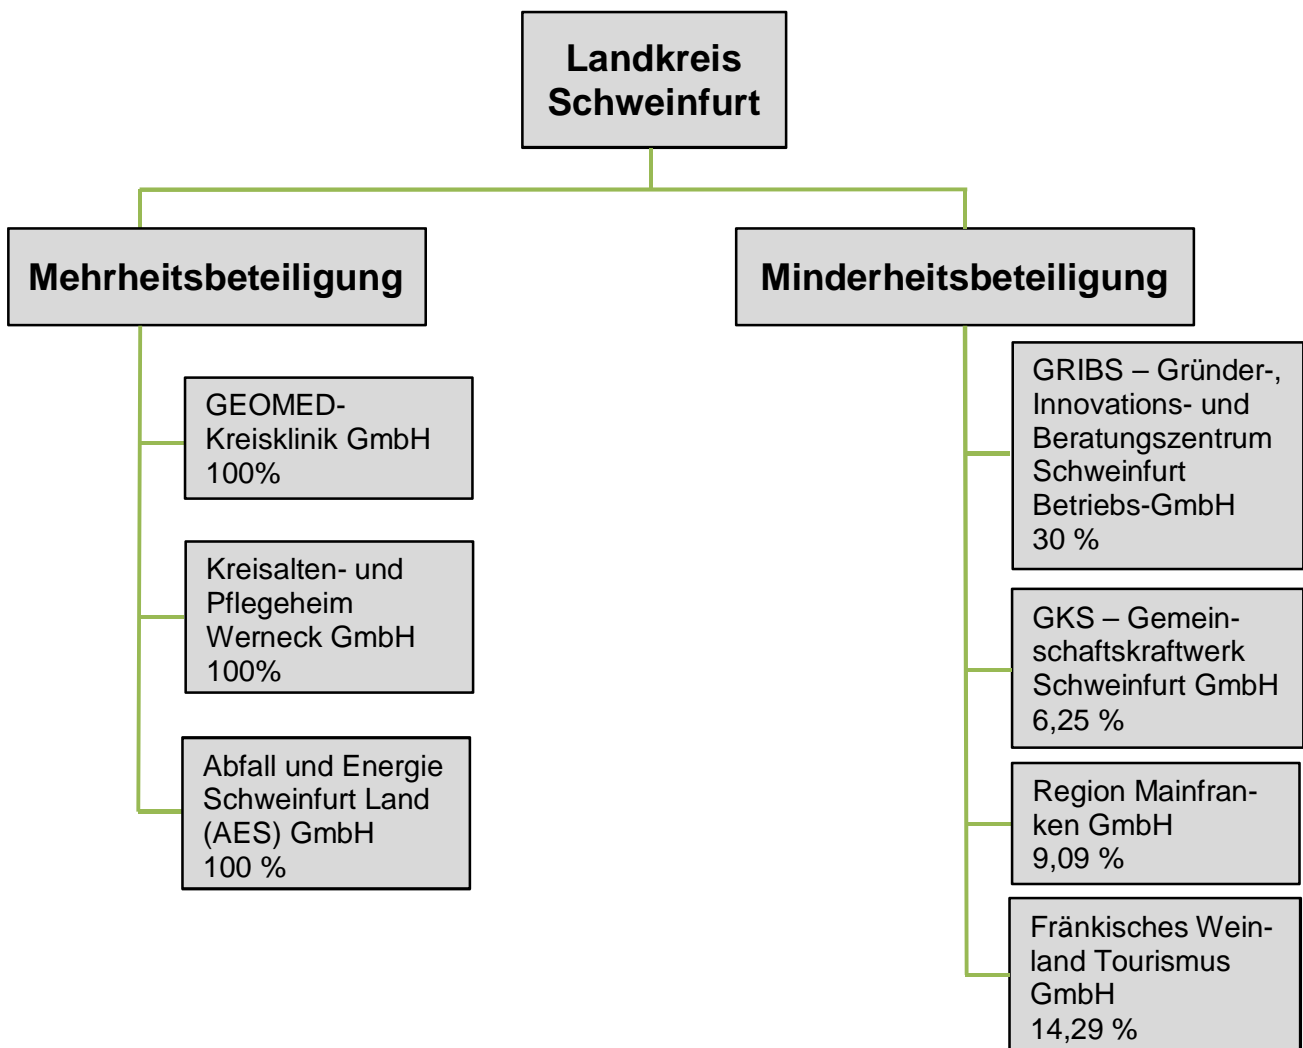 Landkreis
Schweinfurt
Mehrheitsbeteiligung
GEOMED-
Kreisklinik GmbH
100%
Kreisalten- und
Pflegeheim
Werneck GmbH
100%
Abfall und Energie
Schweinfurt Land
(AES) GmbH
100 %
Minderheitsbeteiligung
GRIBS – Gründer-,
Innovations- und
Beratungszentrum
Schweinfurt
Betriebs-GmbH
30 %
GKS – Gemein-
schaftskraftwerk
Schweinfurt GmbH
6,25 %
Region Mainfran-
ken GmbH
9,09 %
Fränkisches Wein-
land Tourismus
GmbH
14,29 %